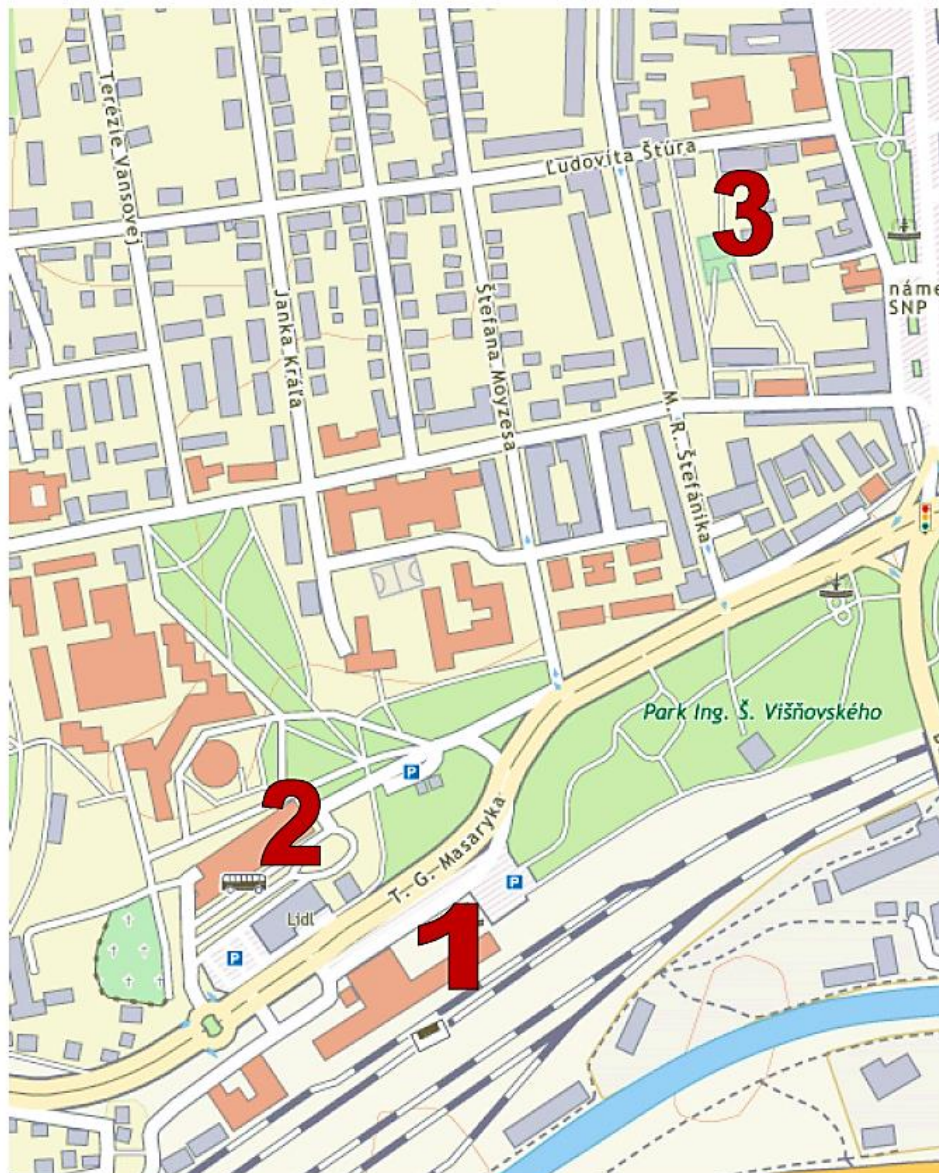 Terézie Vansovej
Janka Kráľa
Štefana Moyzesa
Ľudovíta Štúra
3
náme
SNP
M. R. Štefánika
Park Ing. Š. Višňovského
P
2
T. G. Masaryka
P
Lidl
1
P